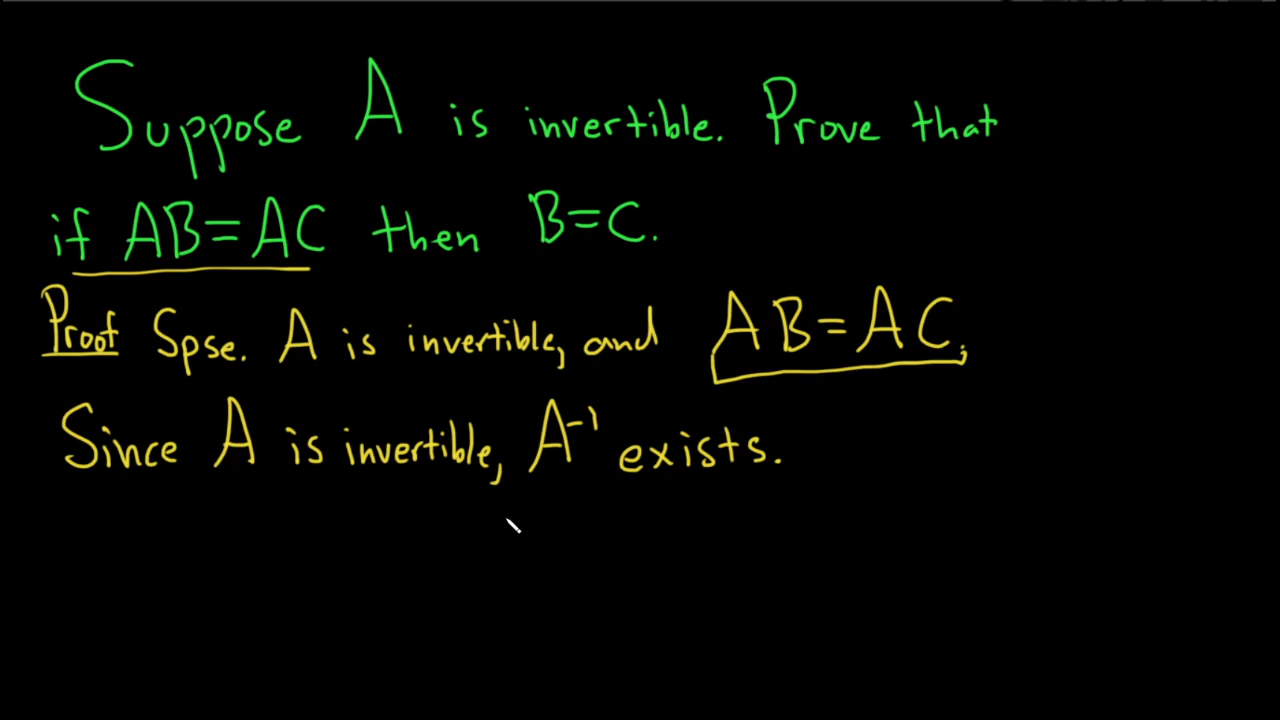 Suppose A is invertible. Prove that
if AB=AC then B=C.
Proof Spse. A is invertible, and AB=AC,
Since A is invertible, A⁻¹ exists.